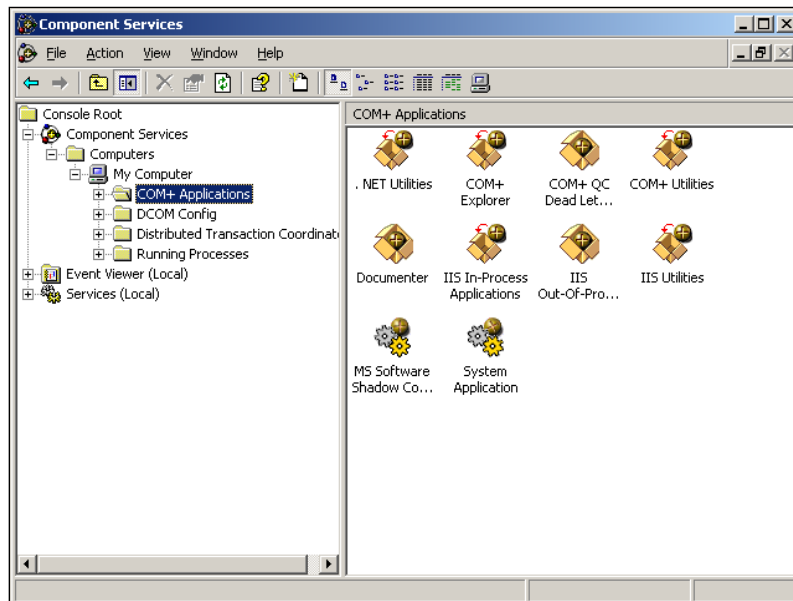 Component Services
File Action View Window Help
Console Root
Component Services
Computers
My Computer
COM+ Applications
DCOM Config
Distributed Transaction Coordinat
Running Processes
Event Viewer (Local)
Services (Local)
COM+ Applications
. NET Utilities
COM+
Explorer
COM+ QC
Dead Let...
COM+ Utilities
Documenter
IIS In-Process
Applications
IIS
Out-Of-Pro...
IIS Utilities
MS Software
Shadow Co...
System
Application